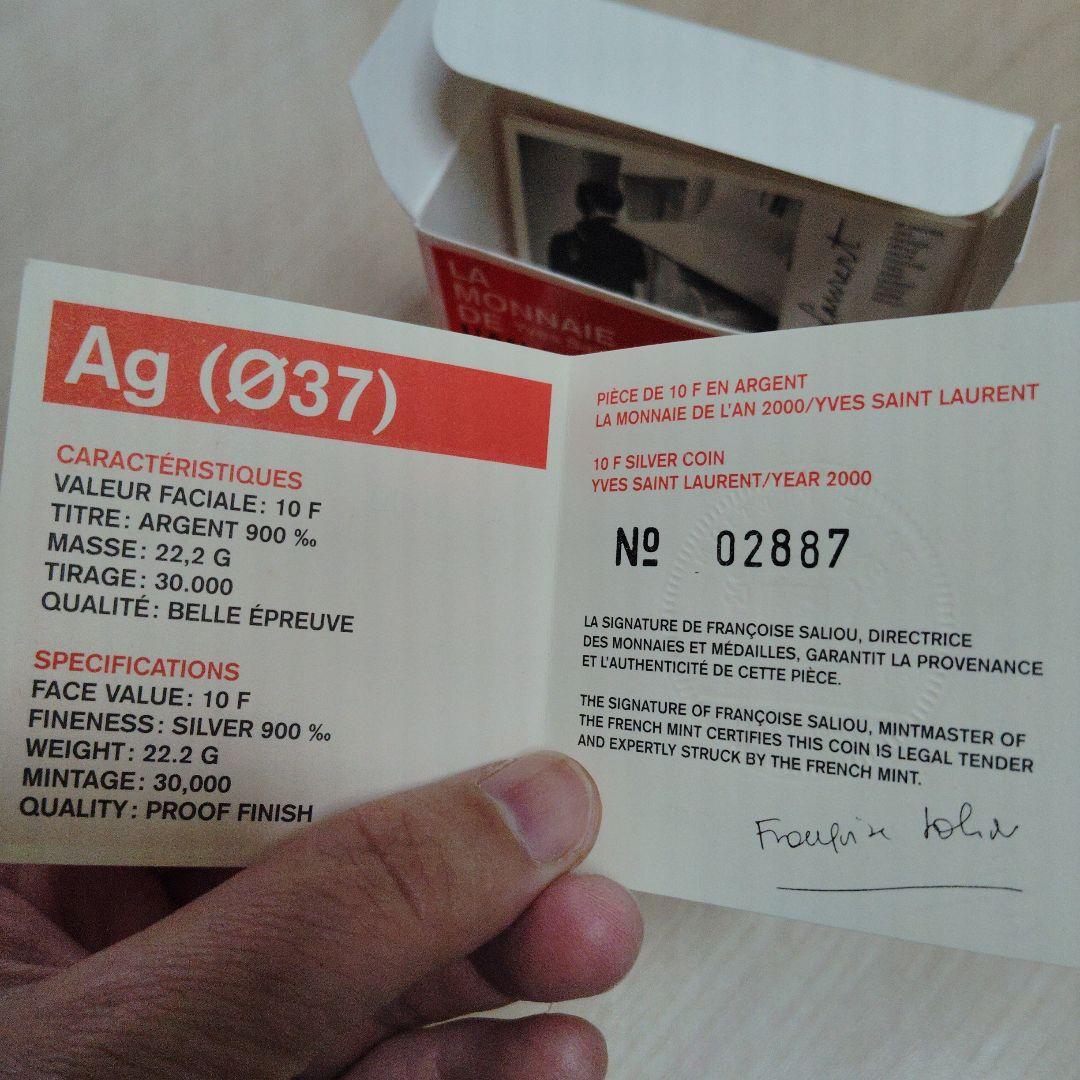 LA
MONNAIE
DE
laurent
Ag (Ø37)
CARACTÉRISTIQUES
VALEUR FACIALE: 10 F
TITRE: ARGENT 900 ‰
MASSE: 22,2 G
TIRAGE: 30.000
QUALITÉ: BELLE ÉPREUVE
SPECIFICATIONS
FACE VALUE: 10 F
FINENESS: SILVER 900 ‰
WEIGHT: 22.2 G
MINTAGE: 30,000
QUALITY: PROOF FINISH
PIÈCE DE 10 F EN ARGENT
LA MONNAIE DE L'AN 2000/YVES SAINT LAURENT
10 F SILVER COIN
YVES SAINT LAURENT/YEAR 2000
Nº 02887
LA SIGNATURE DE FRANÇOISE SALIOU, DIRECTRICE
DES MONNAIES ET MÉDAILLES, GARANTIT LA PROVENANCE
ET L'AUTHENTICITÉ DE CETTE PIÈCE.
THE SIGNATURE OF FRANÇOISE SALIOU, MINTMASTER OF
THE FRENCH MINT CERTIFIES THIS COIN IS LEGAL TENDER
AND EXPERTLY STRUCK BY THE FRENCH MINT.
Françoise Saliou